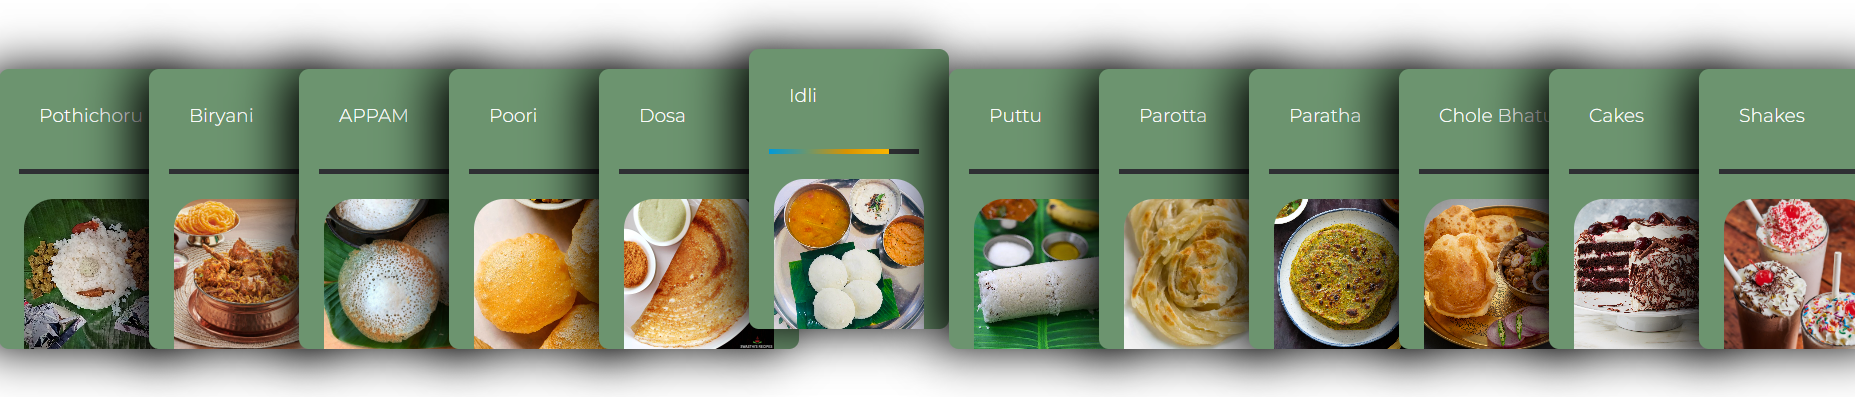 Pothichoru
Biryani
APPAM
Poori
Dosa
Idli
Puttu
Parotta
Paratha
Chole Bhatu
Cakes
Shakes